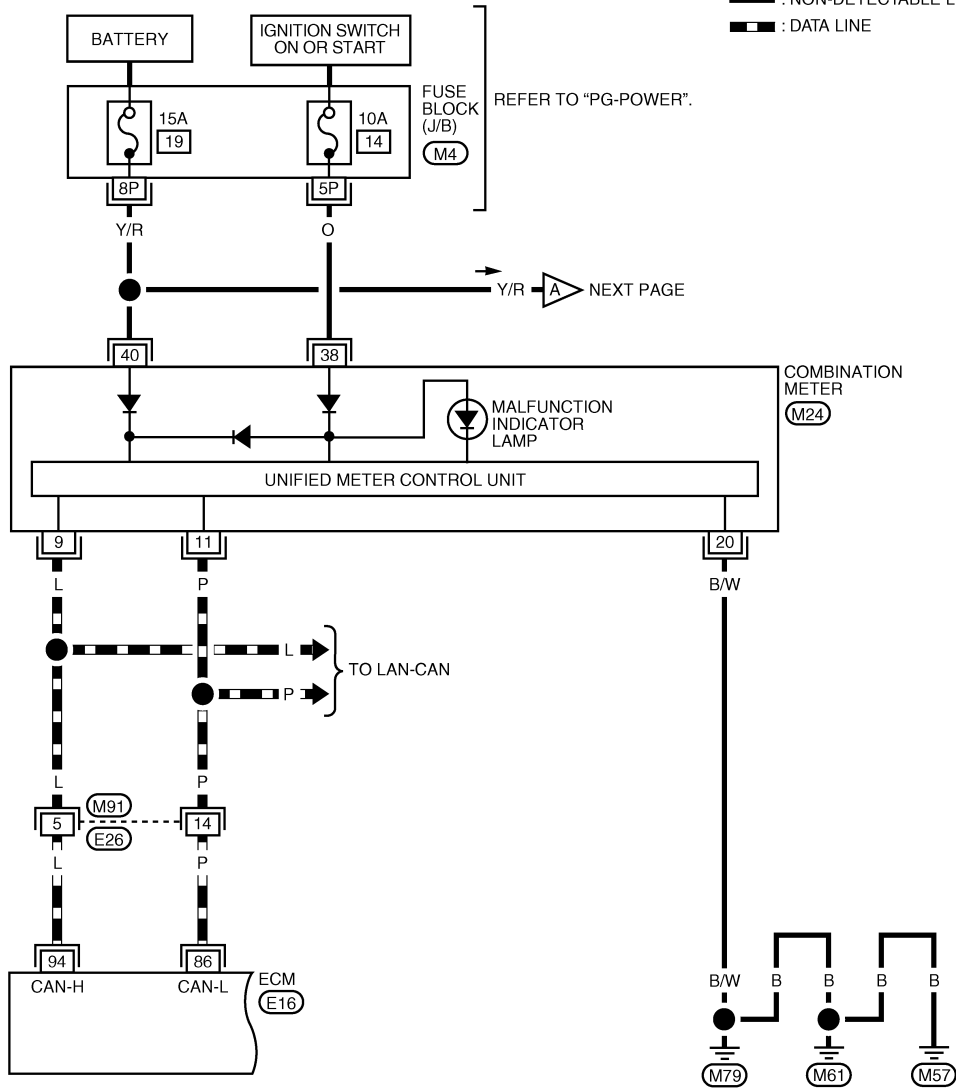 : NON-DETECTABLE
: DATA LINE
BATTERY
IGNITION SWITCH
ON OR START
FUSE
BLOCK
(J/B)
M4
REFER TO “PG-POWER”.
15A
19
10A
14
8P
5P
Y/R
O
Y/R
A
NEXT PAGE
40
38
COMBINATION
METER
M24
MALFUNCTION
INDICATOR
LAMP
UNIFIED METER CONTROL UNIT
9
11
20
L
P
B/W
L
P
TO LAN-CAN
L
P
M91
5
14
E26
L
P
94
86
CAN-H
CAN-L
ECM
E16
B/W
B
B
B
B
M79
M61
M57